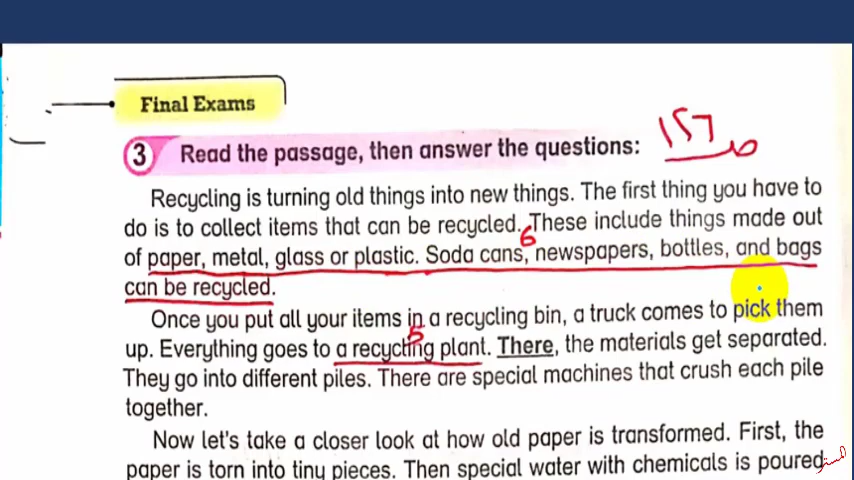 Final Exams
3 Read the passage, then answer the questions:
١٥٦ ص
Recycling is turning old things into new things. The first thing you have to
do is to collect items that can be recycled. These include things made out
6
of paper, metal, glass or plastic. Soda cans, newspapers, bottles, and bags
can be recycled.
Once you put all your items in a recycling bin, a truck comes to pick them
5
up. Everything goes to a recycling plant. There, the materials get separated.
They go into different piles. There are special machines that crush each pile
together.
Now let's take a closer look at how old paper is transformed. First, the
paper is torn into tiny pieces. Then special water with chemicals is poured